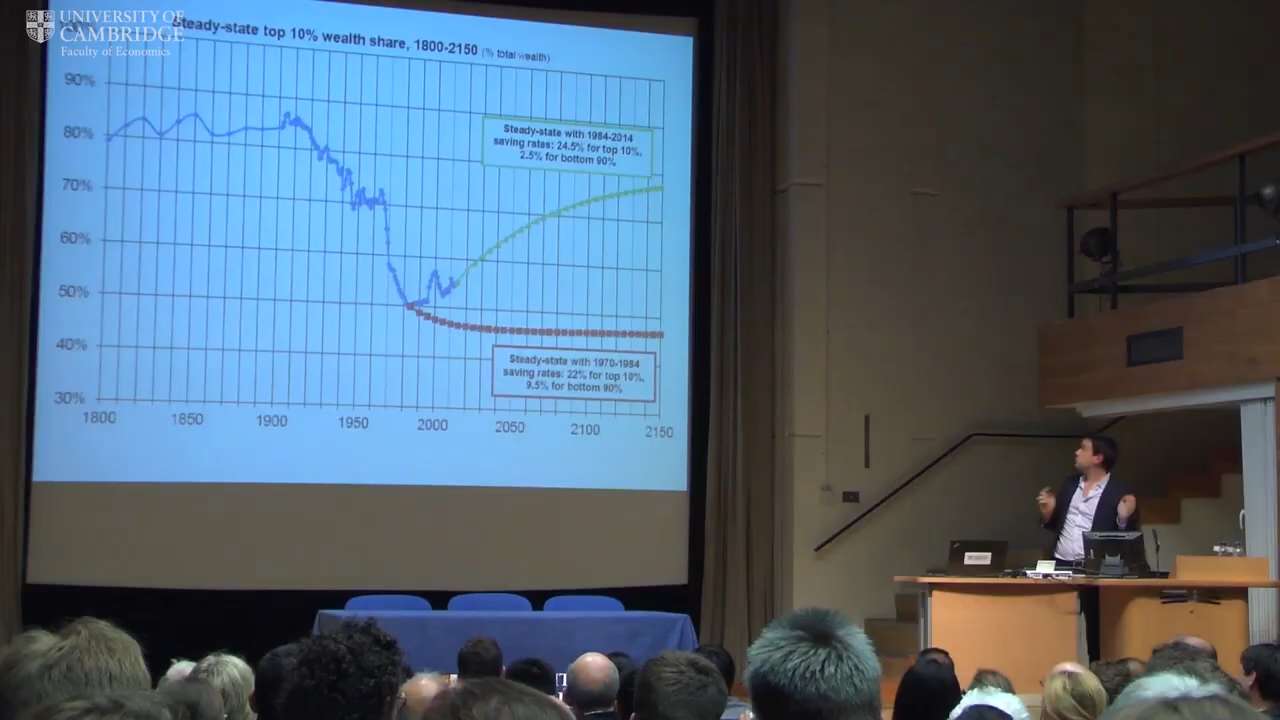 UNIVERSITY OF
CAMBRIDGE
Faculty of Economics
Steady-state top 10% wealth share, 1800-2150 (% total wealth)
90%
80%
70%
60%
50%
40%
30%
Steady-state with 1984-2014
saving rates: 24.5% for top 10%,
2.5% for bottom 90%
Steady-state with 1970-1984
saving rates: 22% for top 10%,
9.5% for bottom 90%
1800 1850 1900 1950 2000 2050 2100 2150